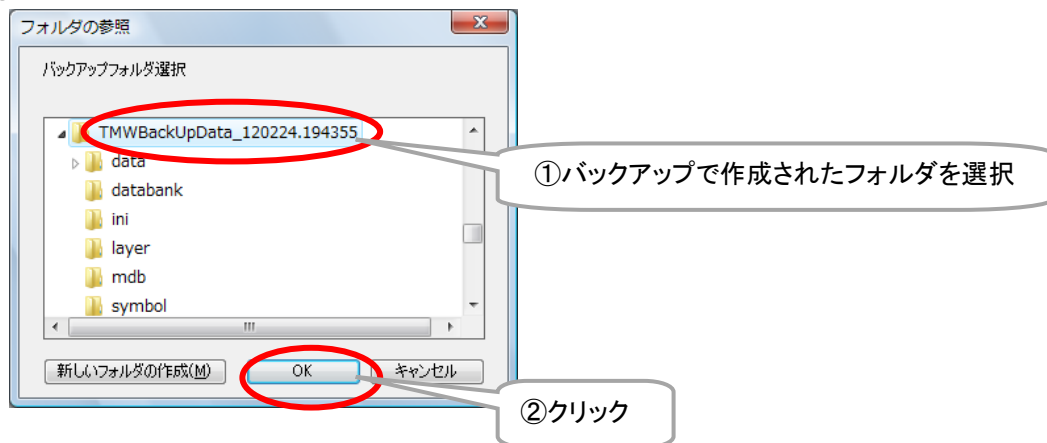 フォルダの参照
バックアップフォルダ選択
TMWBackUpData_120224.194355
data
①バックアップで作成されたフォルダを選択
databank
ini
layer
mdb
symbol
新しいフォルダの作成(M) OK キャンセル
②クリック